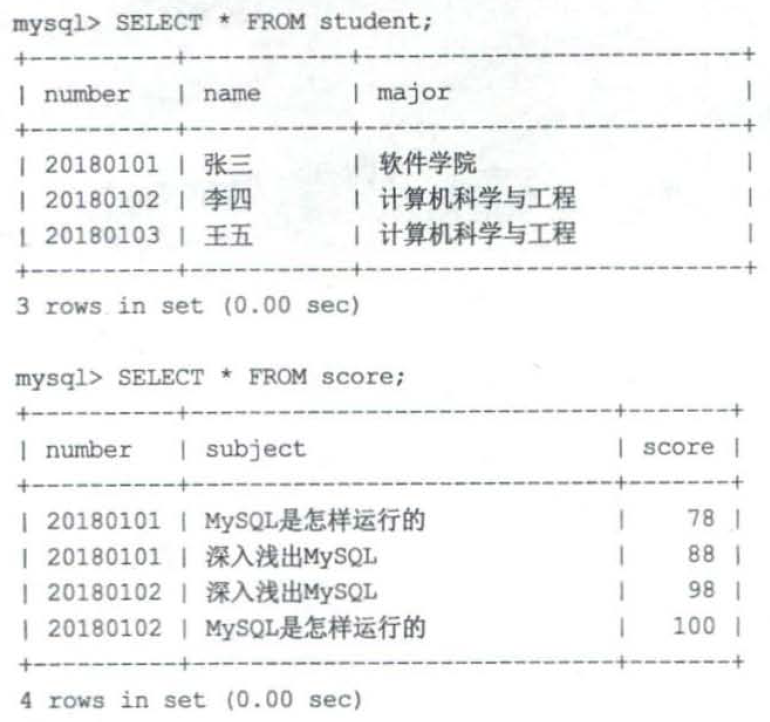 mysql> SELECT * FROM student;
+----------+-----------+-------------------------+
| number | name | major |
+----------+-----------+-------------------------+
| 20180101 | 张三 | 软件学院 |
| 20180102 | 李四 | 计算机科学与工程 |
| 20180103 | 王五 | 计算机科学与工程 |
+----------+-----------+-------------------------+
3 rows in set (0.00 sec)
mysql> SELECT * FROM score;
+----------+----------------------------+-------+
| number | subject | score |
+----------+----------------------------+-------+
| 20180101 | MySQL是怎样运行的 | 78 |
| 20180101 | 深入浅出MySQL | 88 |
| 20180102 | 深入浅出MySQL | 98 |
| 20180102 | MySQL是怎样运行的 | 100 |
+----------+----------------------------+-------+
4 rows in set (0.00 sec)